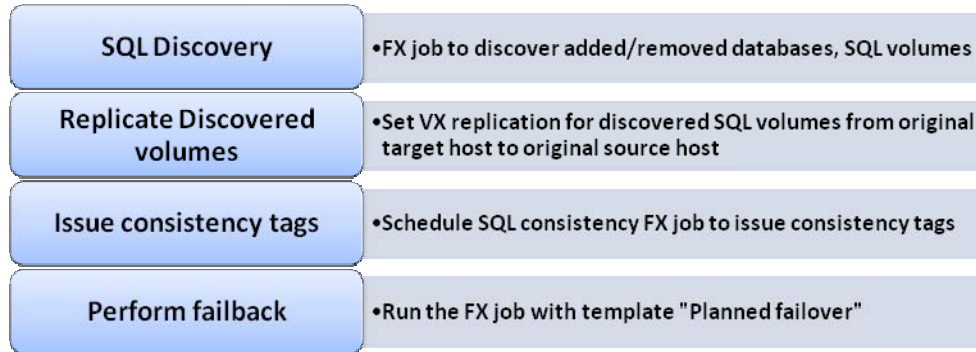 SQL Discovery
•FX job to discover added/removed databases, SQL volumes
Replicate Discovered
volumes
•Set VX replication for discovered SQL volumes from original
target host to original source host
Issue consistency tags
•Schedule SQL consistency FX job to issue consistency tags
Perform failback
•Run the FX job with template "Planned failover"